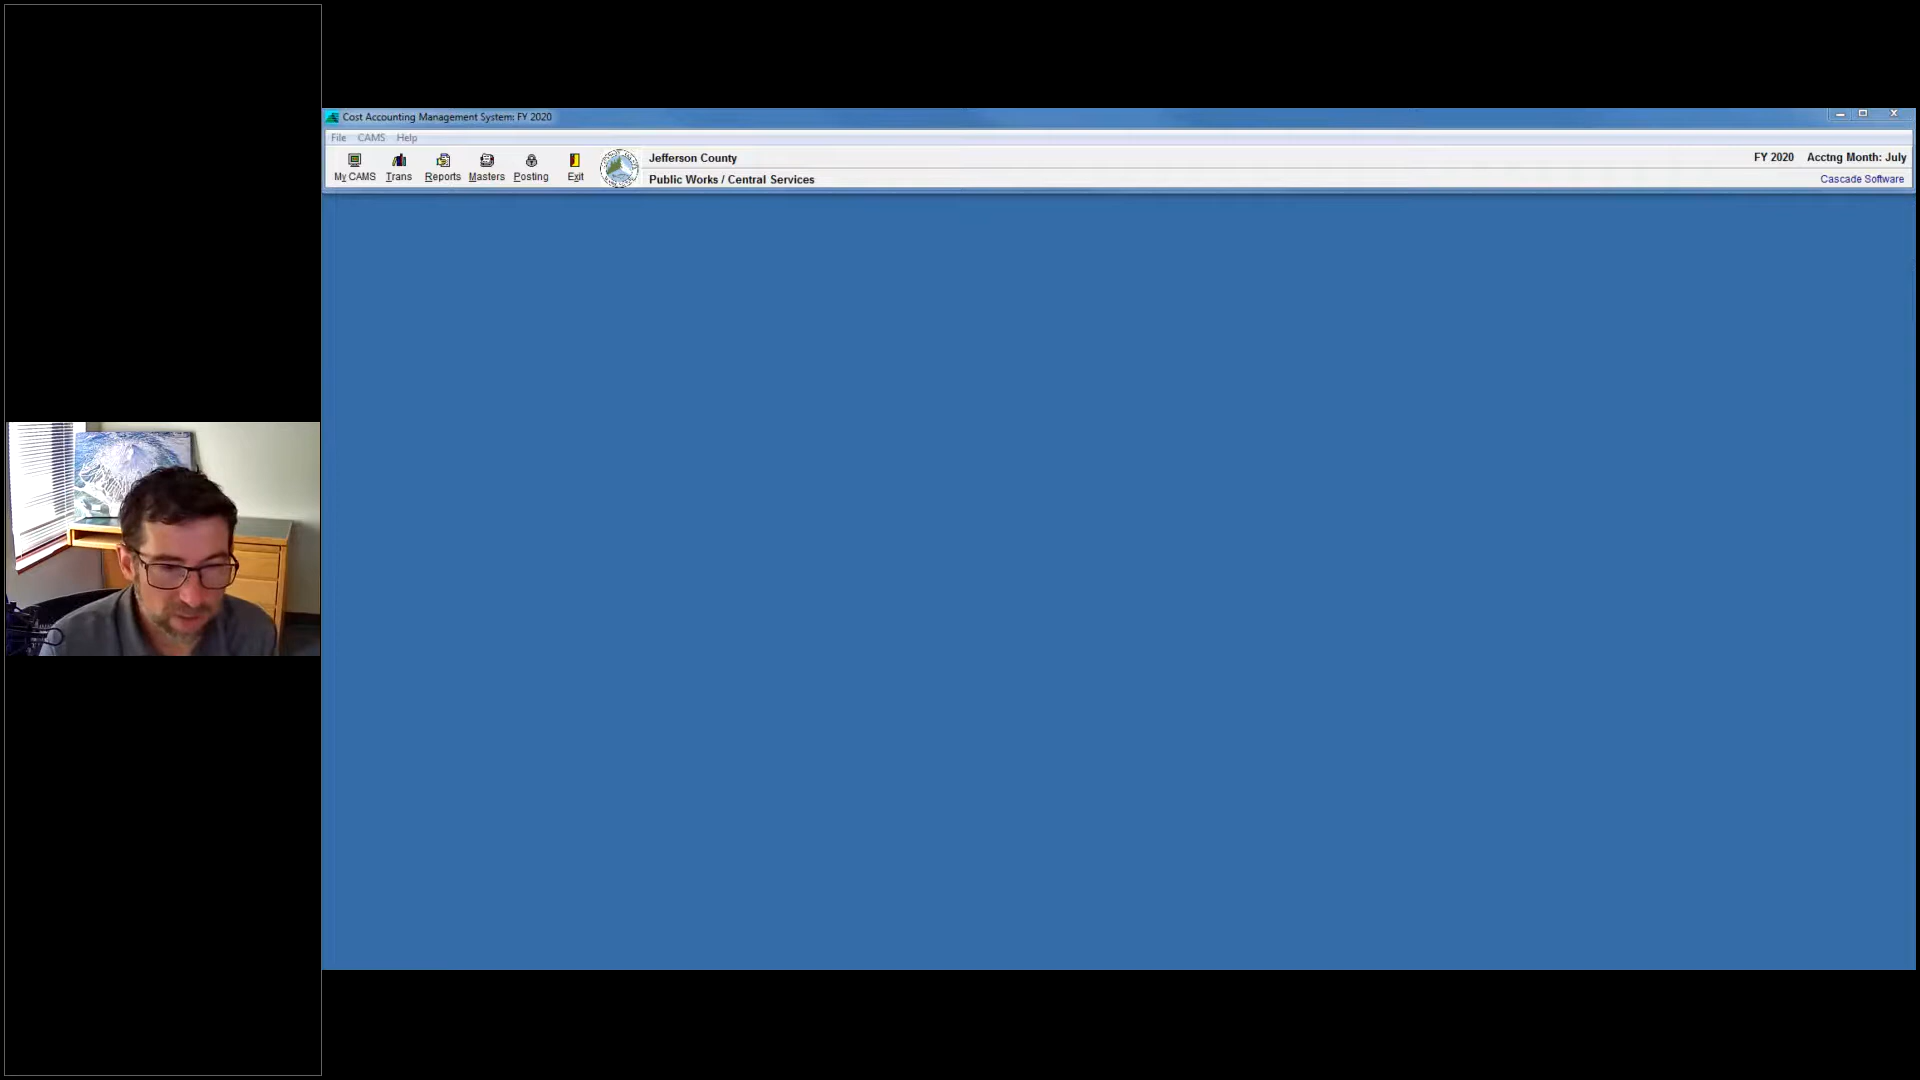 Cost Accounting Management System: FY 2020
File CAMS Help
My CAMS Trans Reports Masters Posting Exit
Jefferson County
Public Works / Central Services
FY 2020 Acctng Month: July
Cascade Software